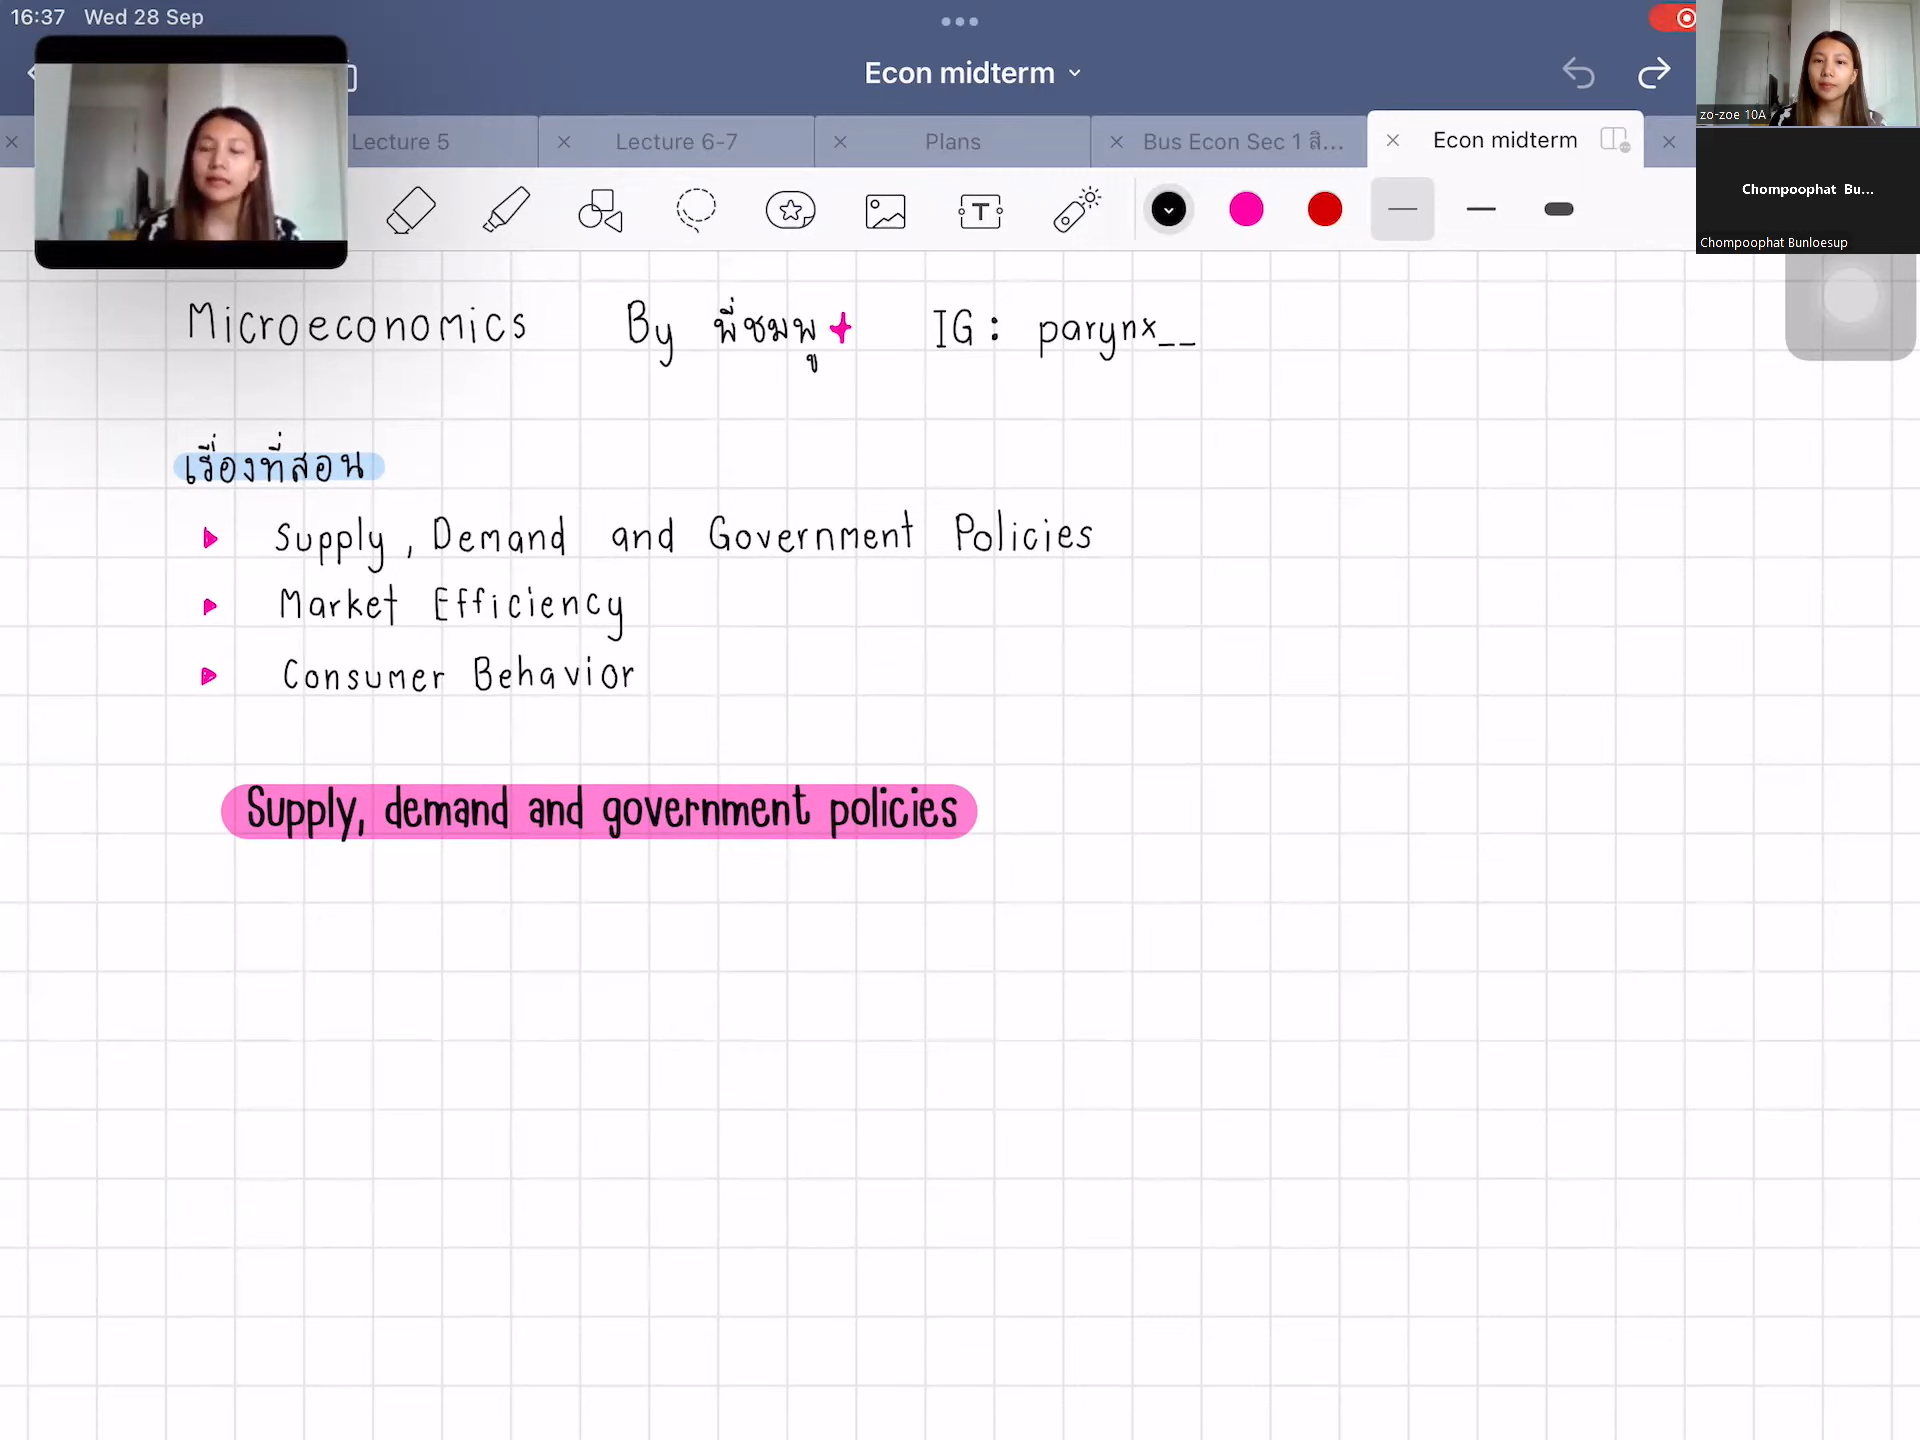 16:37 Wed 28 Sep
Econ midterm
zo-zoe 10A
Lecture 5
Lecture 6-7
Plans
Bus Econ Sec 1 สิ...
Econ midterm
Chompoophat Bu...
Chompoophat Bunloesup
Microeconomics By พี่ชมพู IG: parynx__
เรื่องที่สอน
Supply, Demand and Government Policies
Market Efficiency
Consumer Behavior
Supply, demand and government policies